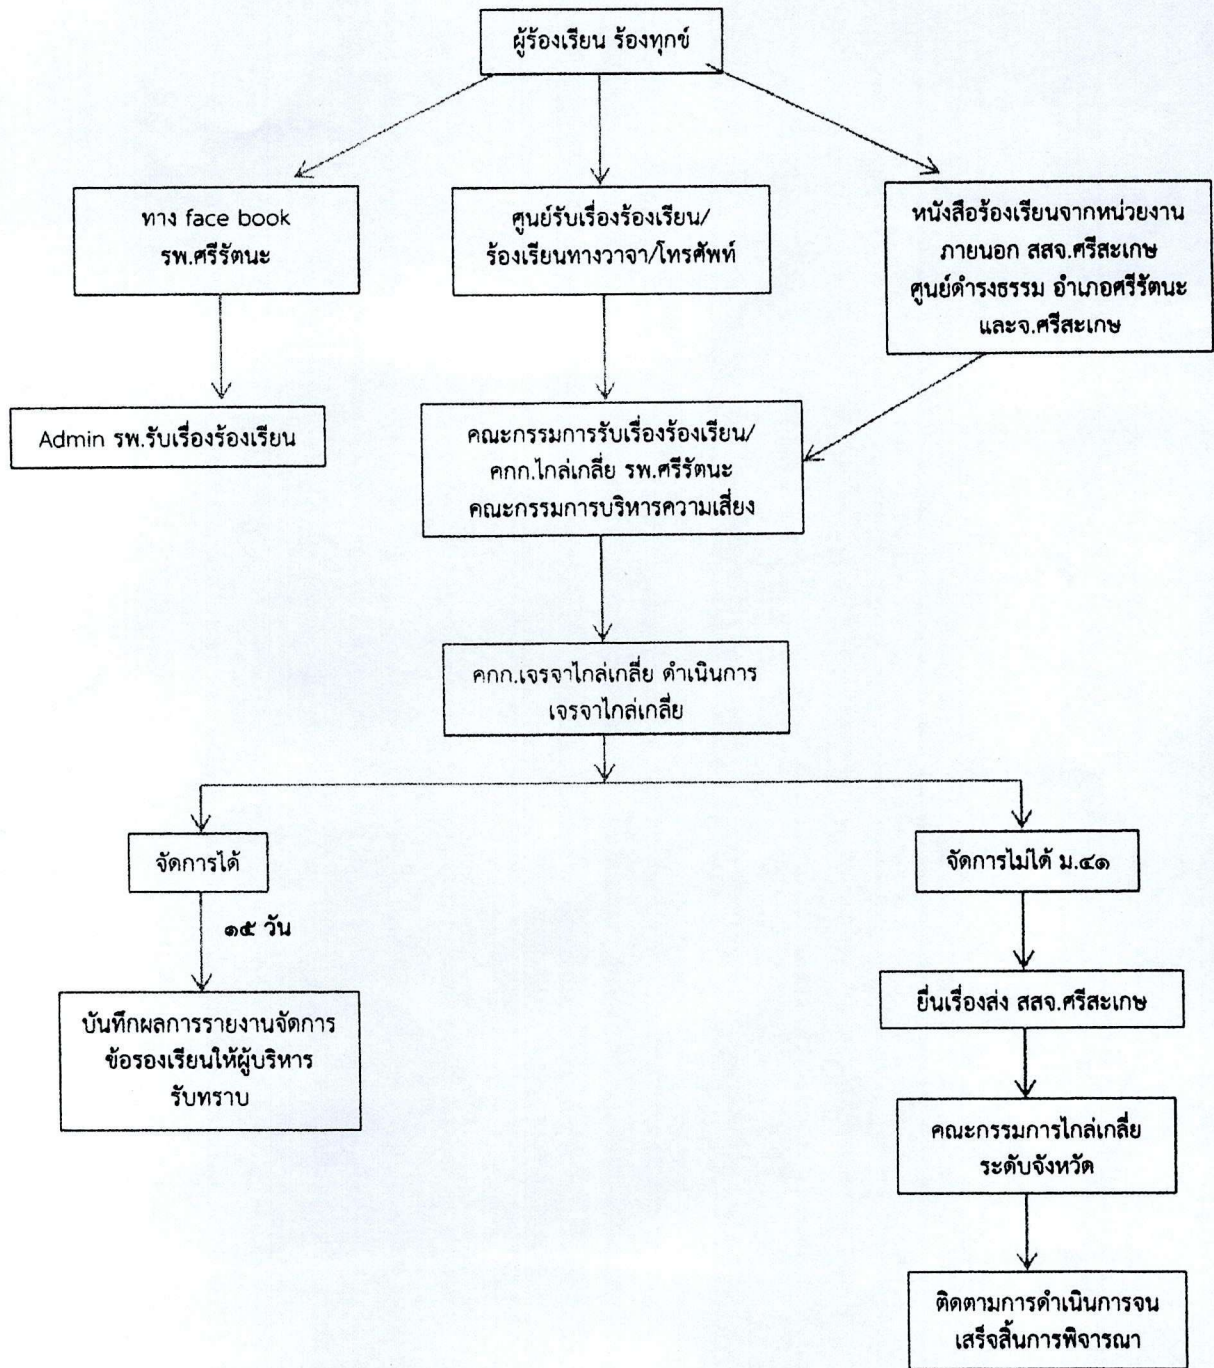 ผู้ร้องเรียน ร้องทุกข์
ทาง face book
รพ.ศรีรัตนะ
ศูนย์รับเรื่องร้องเรียน/
ร้องเรียนทางวาจา/โทรศัพท์
หนังสือร้องเรียนจากหน่วยงาน
ภายนอก สสจ.ศรีสะเกษ
ศูนย์ดำรงธรรม อำเภอศรีรัตนะ
และจ.ศรีสะเกษ
Admin รพ.รับเรื่องร้องเรียน
คณะกรรมการรับเรื่องร้องเรียน/
คกก.ไกล่เกลี่ย รพ.ศรีรัตนะ
คณะกรรมการบริหารความเสี่ยง
คกก.เจรจาไกล่เกลี่ย ดำเนินการ
เจรจาไกล่เกลี่ย
จัดการได้
จัดการไม่ได้ ม.๔๑
๑๕ วัน
บันทึกผลการรายงานจัดการ
ข้อรองเรียนให้ผู้บริหาร
รับทราบ
ยื่นเรื่องส่ง สสจ.ศรีสะเกษ
คณะกรรมการไกล่เกลี่ย
ระดับจังหวัด
ติดตามการดำเนินการจน
เสร็จสิ้นการพิจารณา